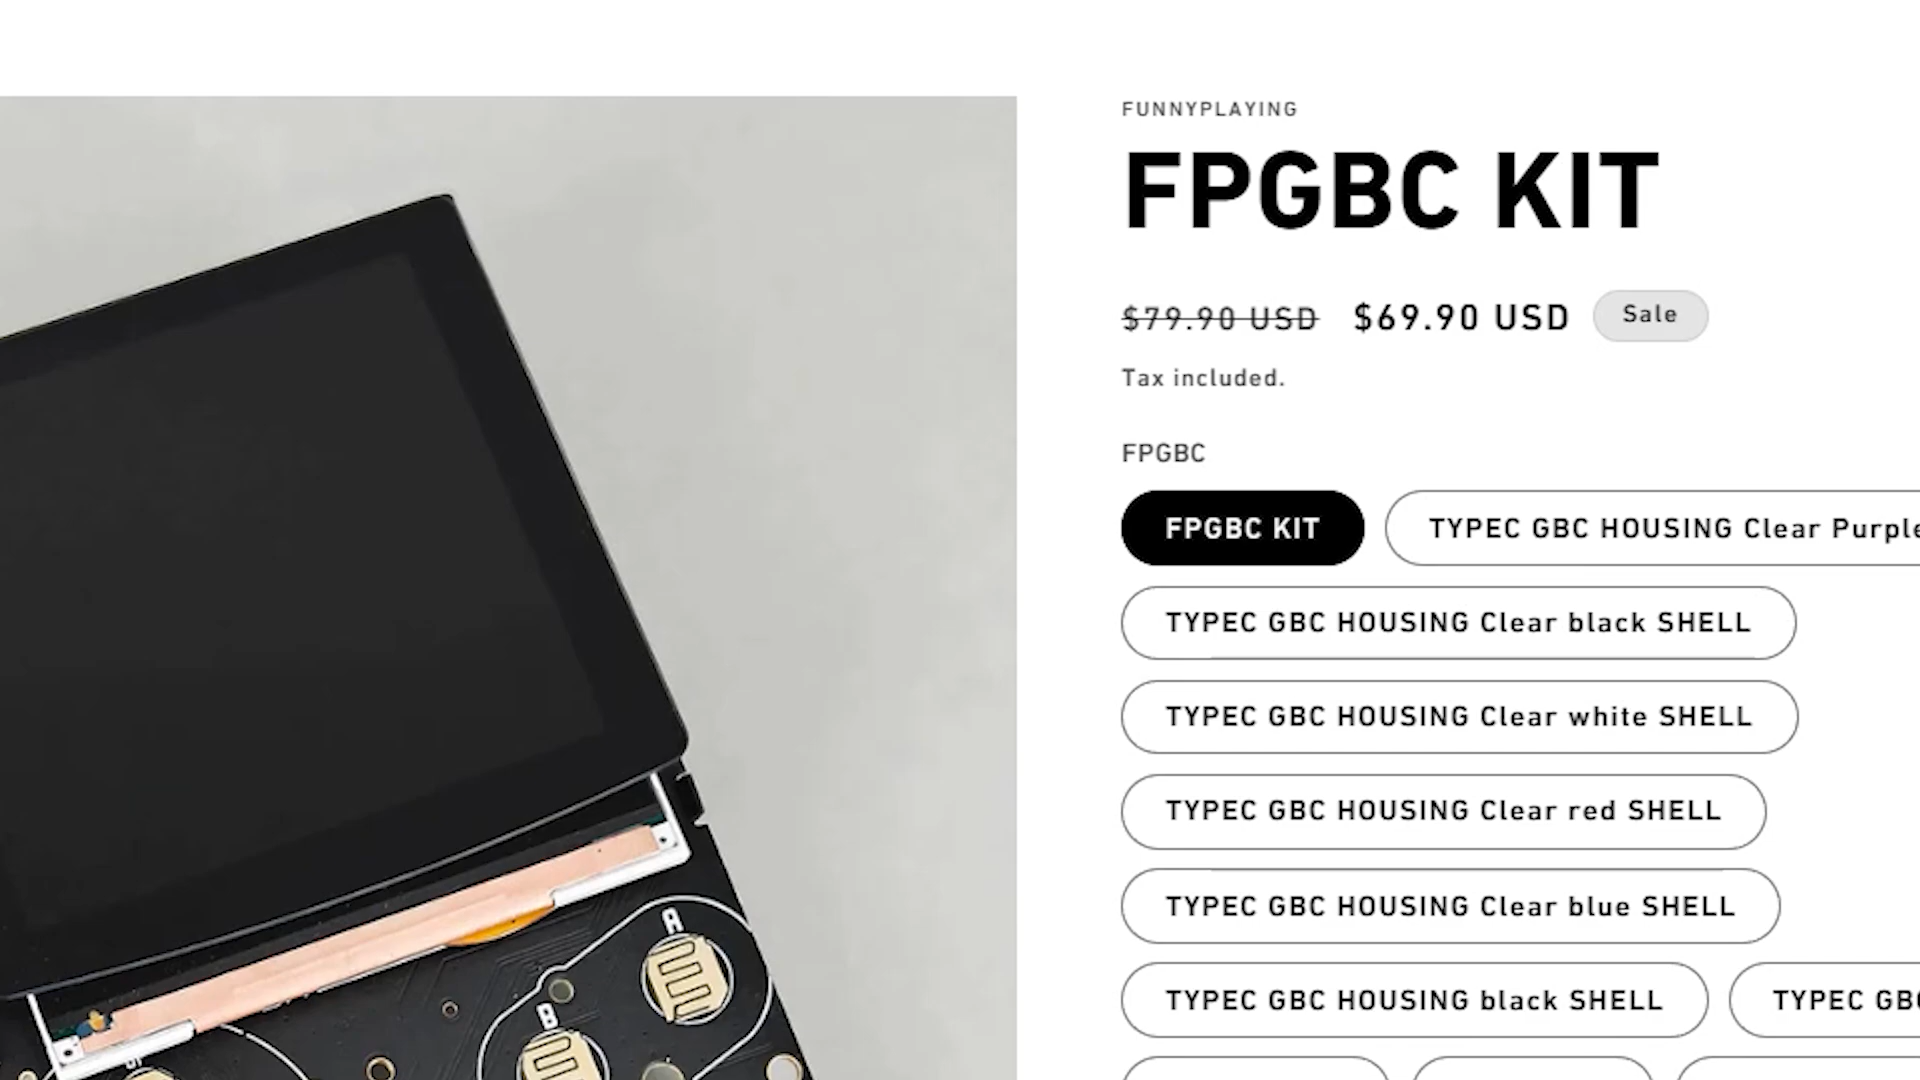 FUNNYPLAYING
FPGBC KIT
$79.90 USD $69.90 USD Sale
Tax included.
FPGBC
FPGBC KIT TYPEC GBC HOUSING Clear Purple
TYPEC GBC HOUSING Clear black SHELL
TYPEC GBC HOUSING Clear white SHELL
TYPEC GBC HOUSING Clear red SHELL
TYPEC GBC HOUSING Clear blue SHELL
TYPEC GBC HOUSING black SHELL TYPEC GBC
A
B